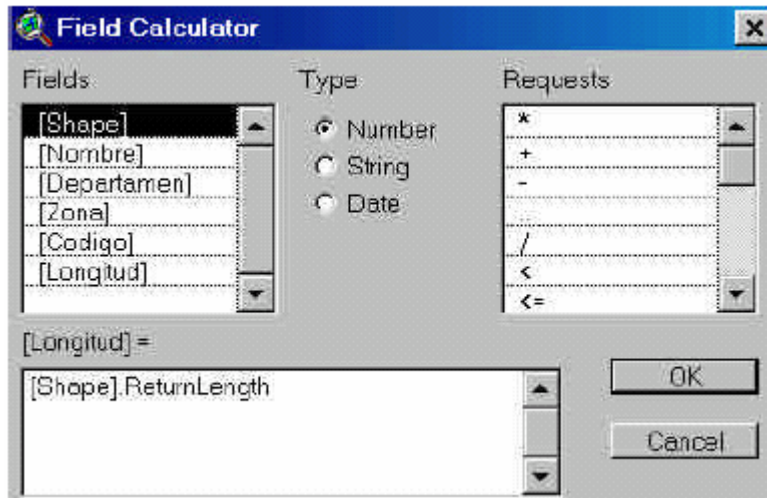 Field Calculator
Fields
Type
Requests
[Shape]
[Nombre]
[Departamen]
[Zona]
[Codigo]
[Longitud]
Number
String
Date
*
+
-
/
<
<=
[Longitud] =
[Shape].ReturnLength
OK
Cancel